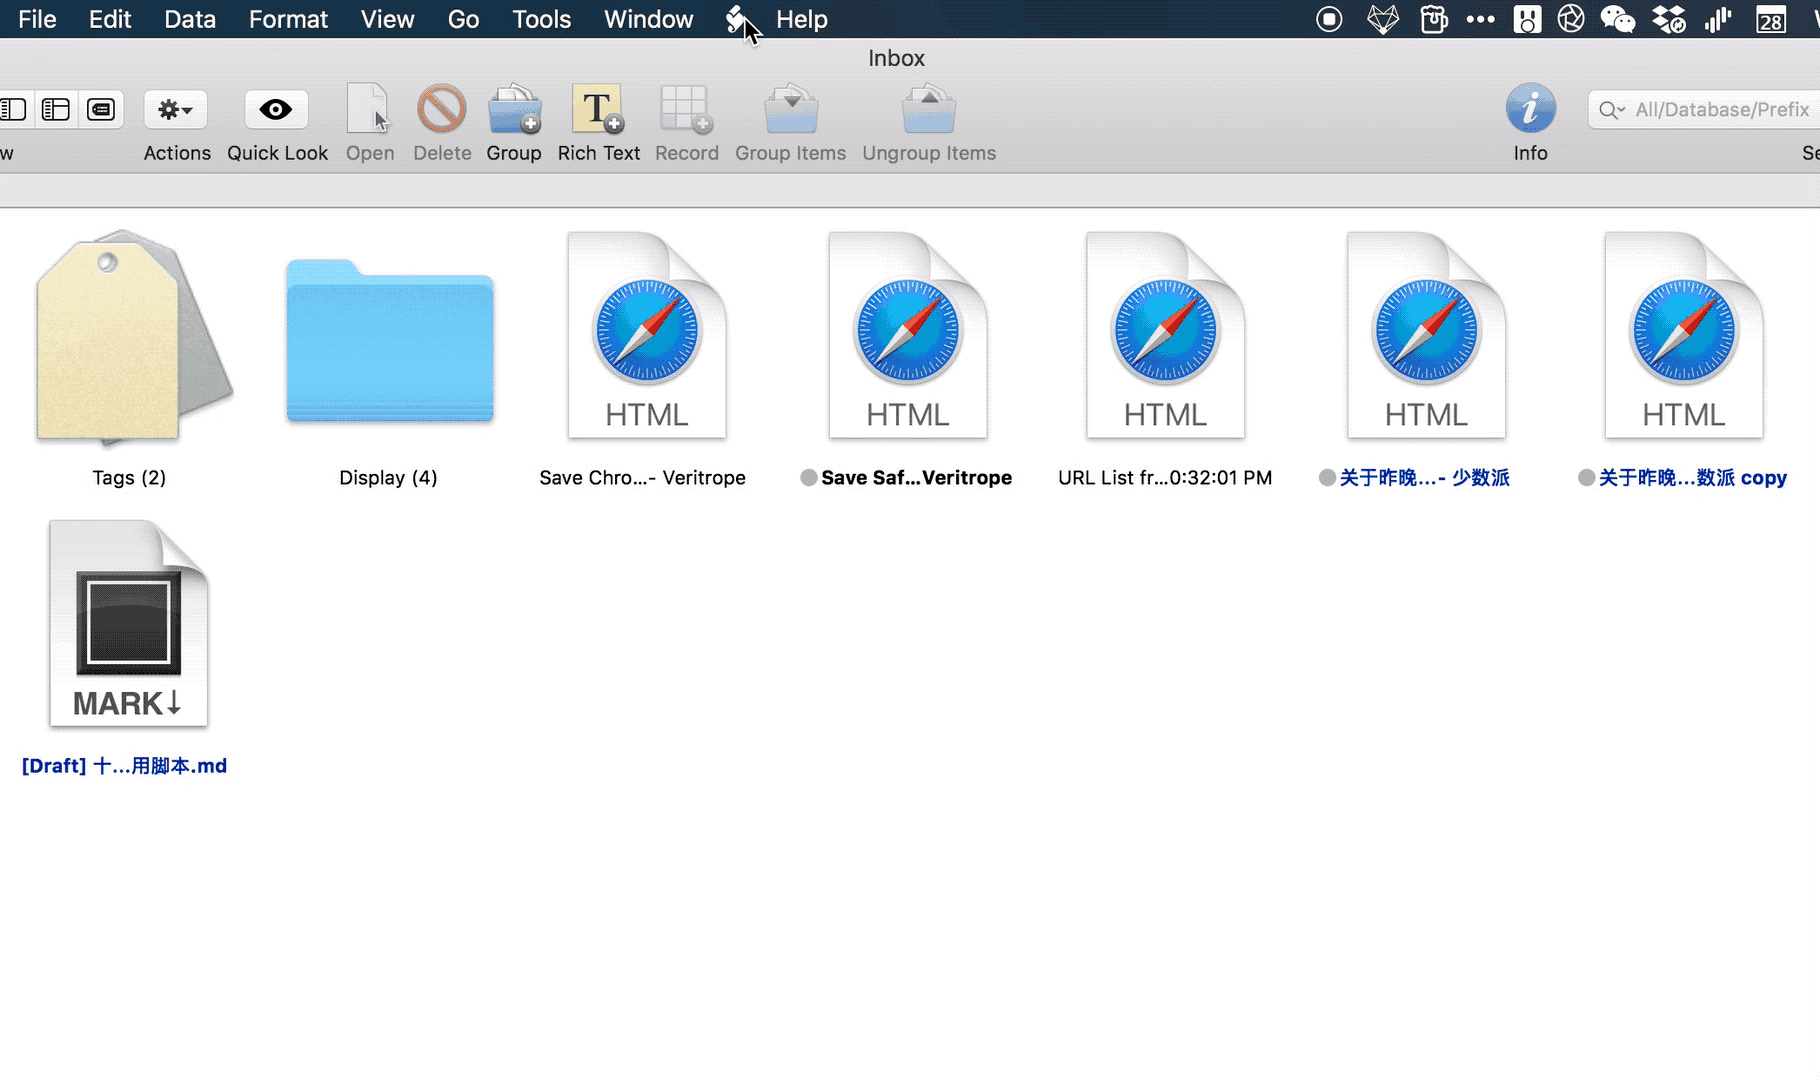 File Edit Data Format View Go Tools Window Help 28
Inbox
All/Database/Prefix
w Actions Quick Look Open Delete Group Rich Text Record Group Items Ungroup Items Info Se
T
HTML HTML HTML HTML HTML
Tags (2) Display (4) Save Chro...- Veritrope Save Saf...Veritrope URL List fr...0:32:01 PM 关于昨晚...- 少数派 关于昨晚...数派 copy
MARK↓
[Draft] 十...用脚本.md